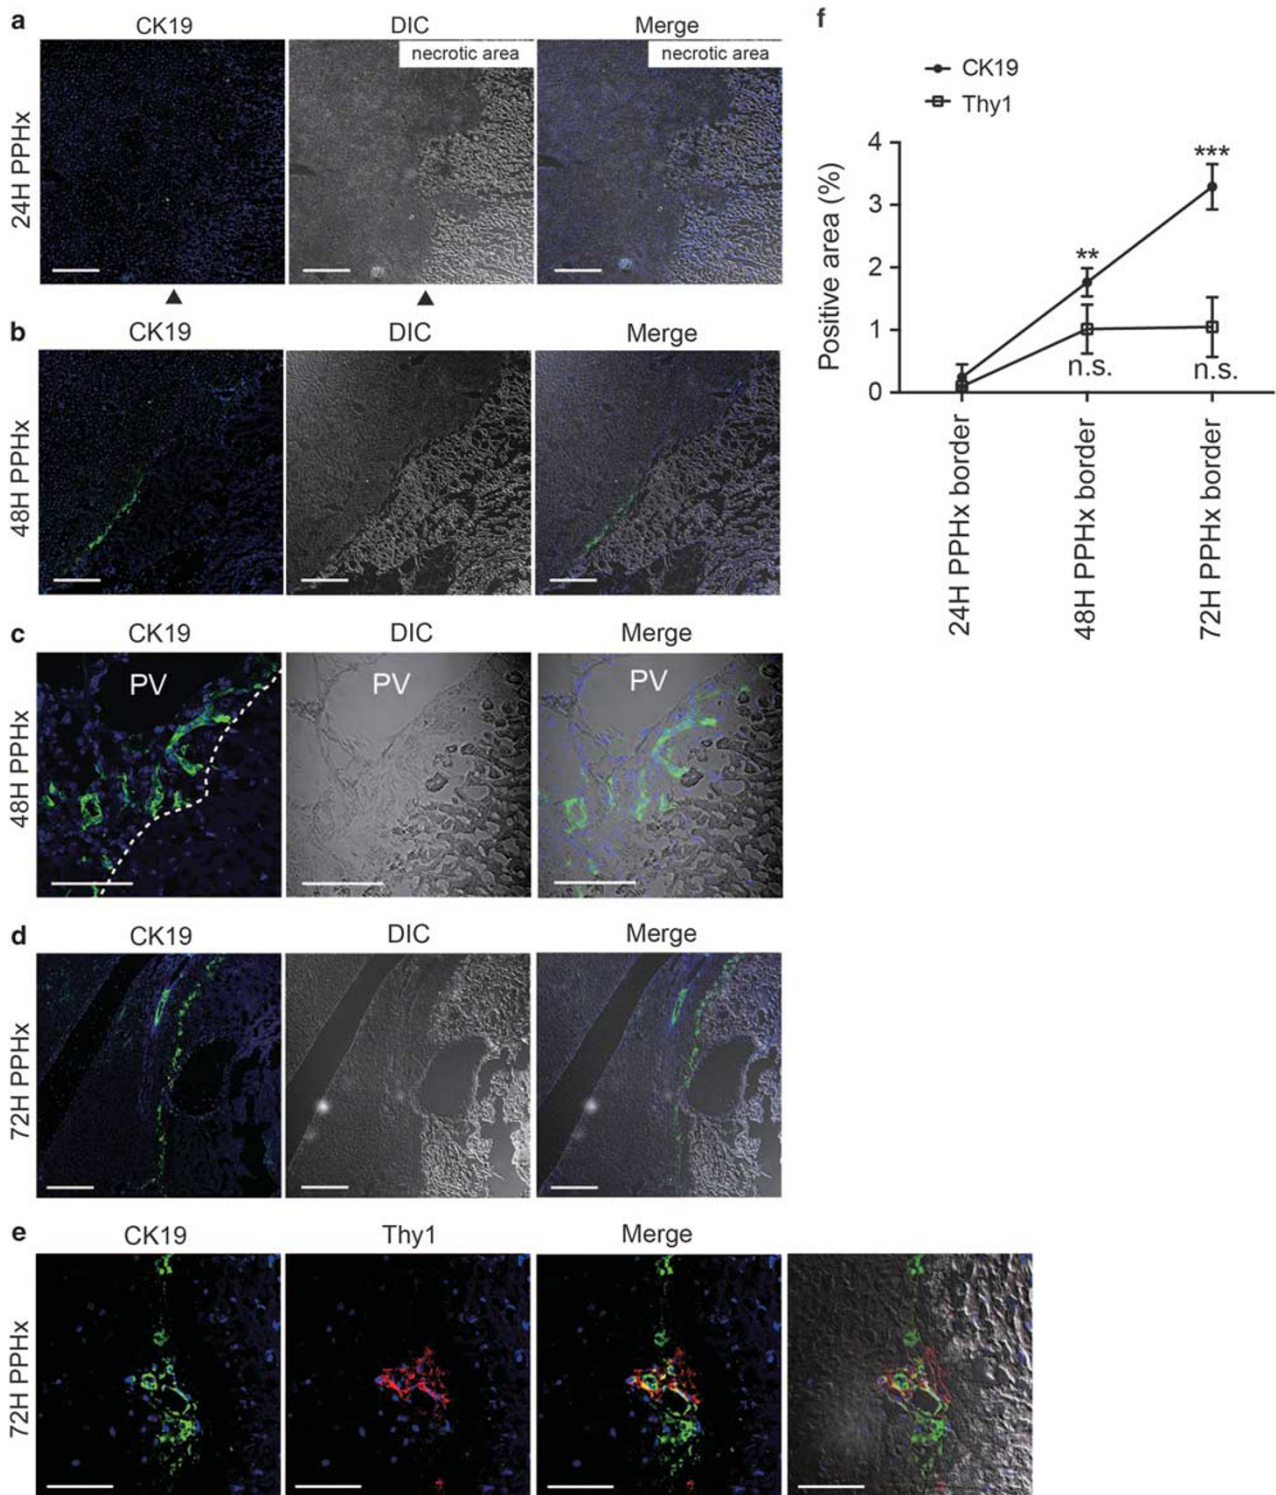 a
CK19 DIC Merge
24H PPHx
necrotic area necrotic area
b
CK19 DIC Merge
48H PPHx
c
CK19 DIC Merge
48H PPHx
PV PV PV
d
CK19 DIC Merge
72H PPHx
e
CK19 Thy1 Merge
72H PPHx
f
CK19
Thy1
Positive area (%)
4
3
2
1
0
***
**
n.s. n.s.
24H PPHx border
48H PPHx border
72H PPHx border